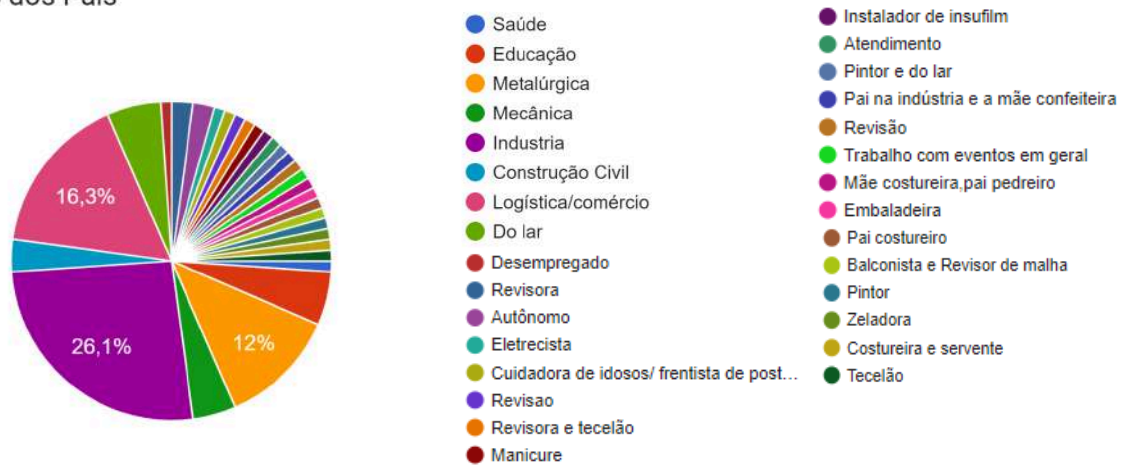 dos Pais
16,3%
26,1%
12%
Saúde
Educação
Metalúrgica
Mecânica
Industria
Construção Civil
Logística/comércio
Do lar
Desempregado
Revisora
Autônomo
Eletrecista
Cuidadora de idosos/ frentista de post...
Revisao
Revisora e tecelão
Manicure
Instalador de insufilm
Atendimento
Pintor e do lar
Pai na indústria e a mãe confeiteira
Revisão
Trabalho com eventos em geral
Mãe costureira,pai pedreiro
Embaladeira
Pai costureiro
Balconista e Revisor de malha
Pintor
Zeladora
Costureira e servente
Tecelão